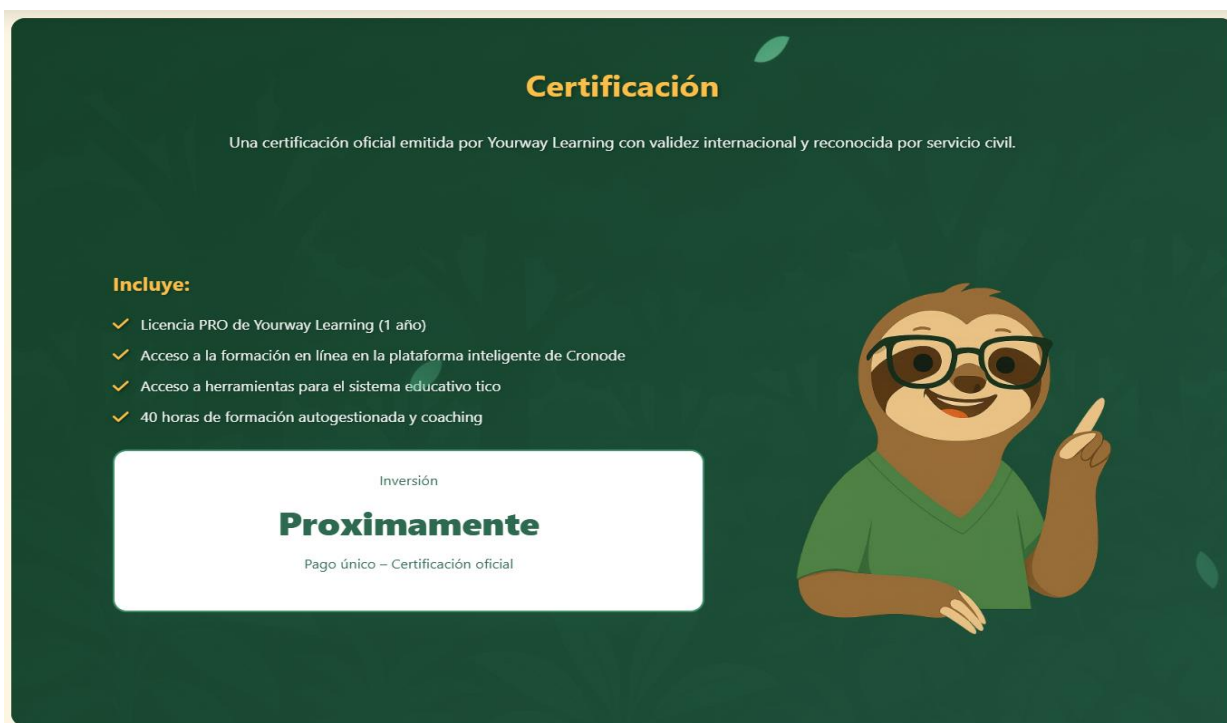 Certificación
Una certificación oficial emitida por Yourway Learning con validez internacional y reconocida por servicio civil.
Incluye:
Licencia PRO de Yourway Learning (1 año)
Acceso a la formación en línea en la plataforma inteligente de Cronode
Acceso a herramientas para el sistema educativo tico
40 horas de formación autogestionada y coaching
Inversión
Proximamente
Pago único – Certificación oficial